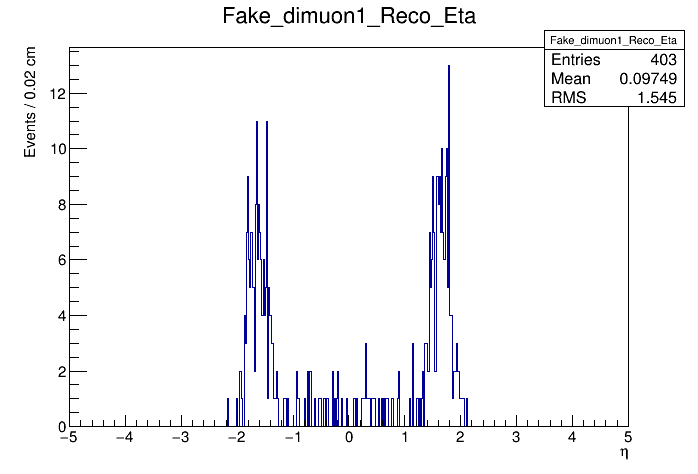 Fake_dimuon1_Reco_Eta
Fake_dimuon1_Reco_Eta
Entries 403
Mean 0.09749
RMS 1.545
Events / 0.02 cm
12
10
8
6
4
2
0
−5 −4 −3 −2 −1 0 1 2 3 4 5
η